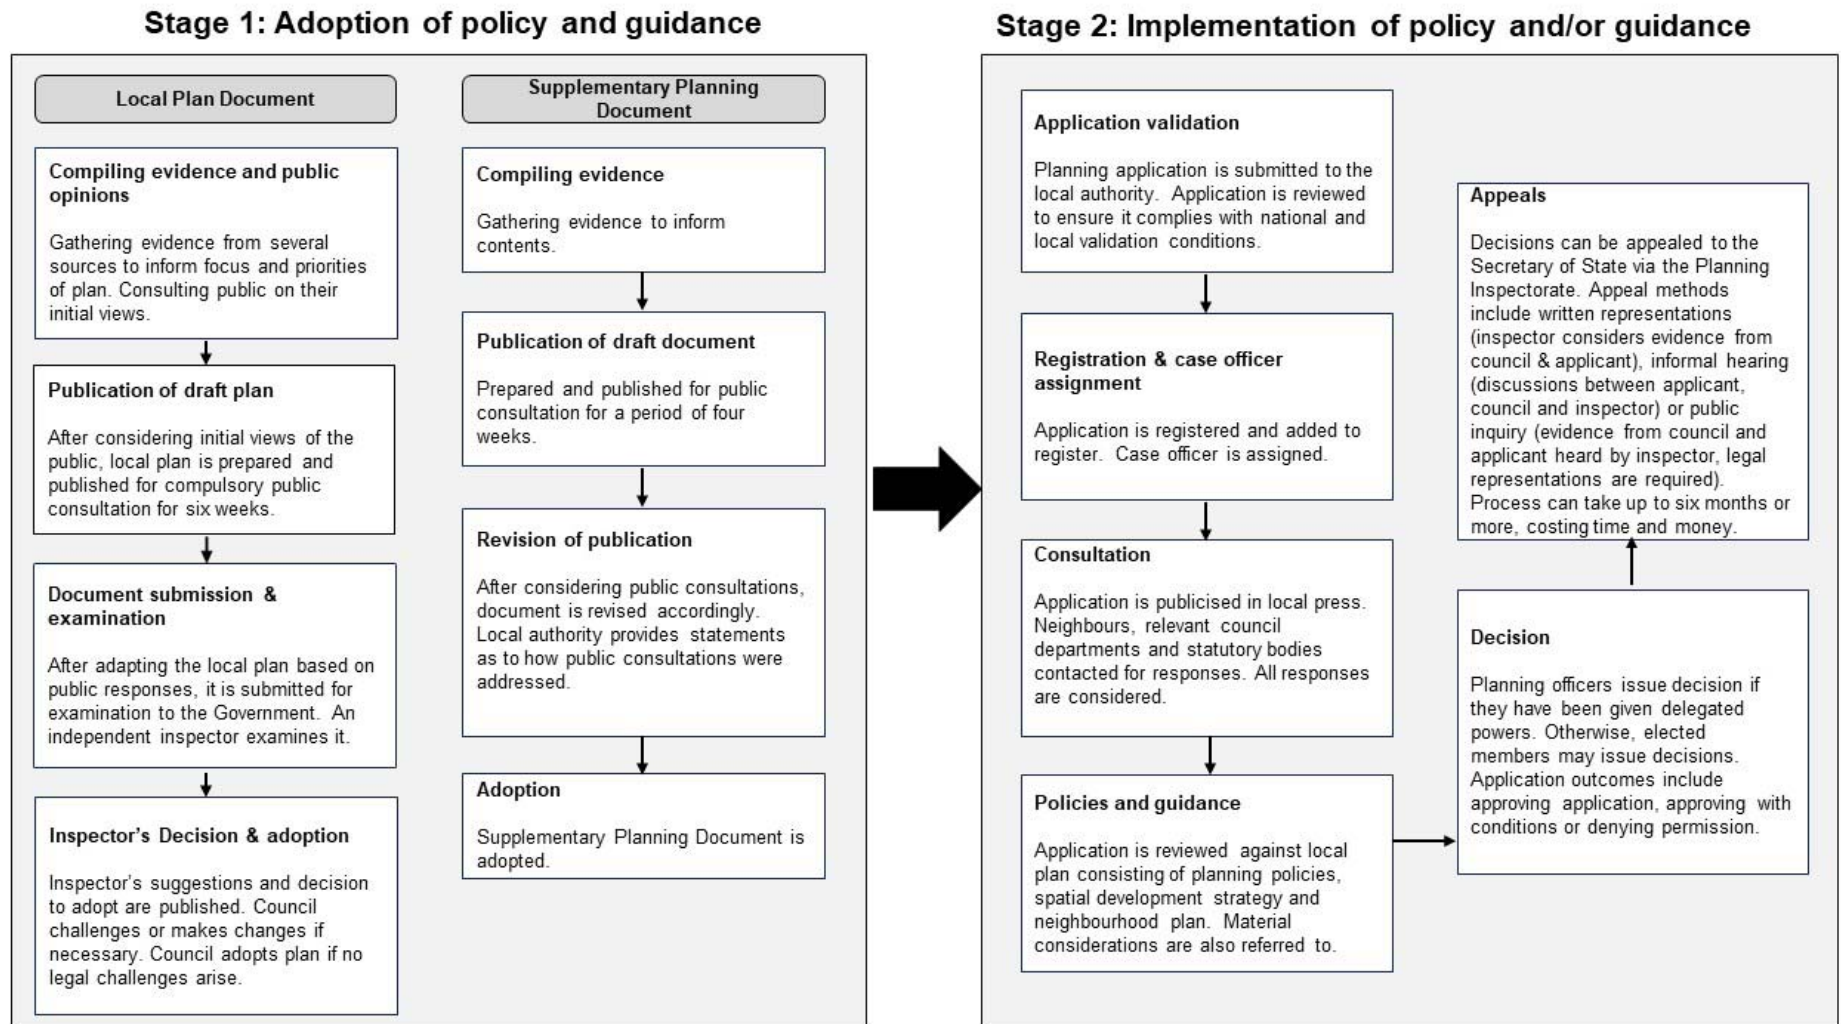 Stage 1: Adoption of policy and guidance
Local Plan Document
Compiling evidence and public
opinions
Gathering evidence from several
sources to inform focus and priorities
of plan. Consulting public on their
initial views.
Publication of draft plan
After considering initial views of the
public, local plan is prepared and
published for compulsory public
consultation for six weeks.
Document submission &
examination
After adapting the local plan based on
public responses, it is submitted for
examination to the Government. An
independent inspector examines it.
Inspector's Decision & adoption
Inspector's suggestions and decision
to adopt are published. Council
challenges or makes changes if
necessary. Council adopts plan if no
legal challenges arise.
Supplementary Planning
Document
Compiling evidence
Gathering evidence to inform
contents.
Publication of draft document
Prepared and published for public
consultation for a period of four
weeks.
Revision of publication
After considering public consultations,
document is revised accordingly.
Local authority provides statements
as to how public consultations were
addressed.
Adoption
Supplementary Planning Document is
adopted.
Stage 2: Implementation of policy and/or guidance
Application validation
Planning application is submitted to the
local authority. Application is reviewed
to ensure it complies with national and
local validation conditions.
Registration & case officer
assignment
Application is registered and added to
register. Case officer is assigned.
Consultation
Application is publicised in local press.
Neighbours, relevant council
departments and statutory bodies
contacted for responses. All responses
are considered.
Policies and guidance
Application is reviewed against local
plan consisting of planning policies,
spatial development strategy and
neighbourhood plan. Material
considerations are also referred to.
Decision
Planning officers issue decision if
they have been given delegated
powers. Otherwise, elected
members may issue decisions.
Application outcomes include
approving application, approving with
conditions or denying permission.
Appeals
Decisions can be appealed to the
Secretary of State via the Planning
Inspectorate. Appeal methods
include written representations
(inspector considers evidence from
council & applicant), informal hearing
(discussions between applicant,
council and inspector) or public
inquiry (evidence from council and
applicant heard by inspector, legal
representations are required).
Process can take up to six months or
more, costing time and money.